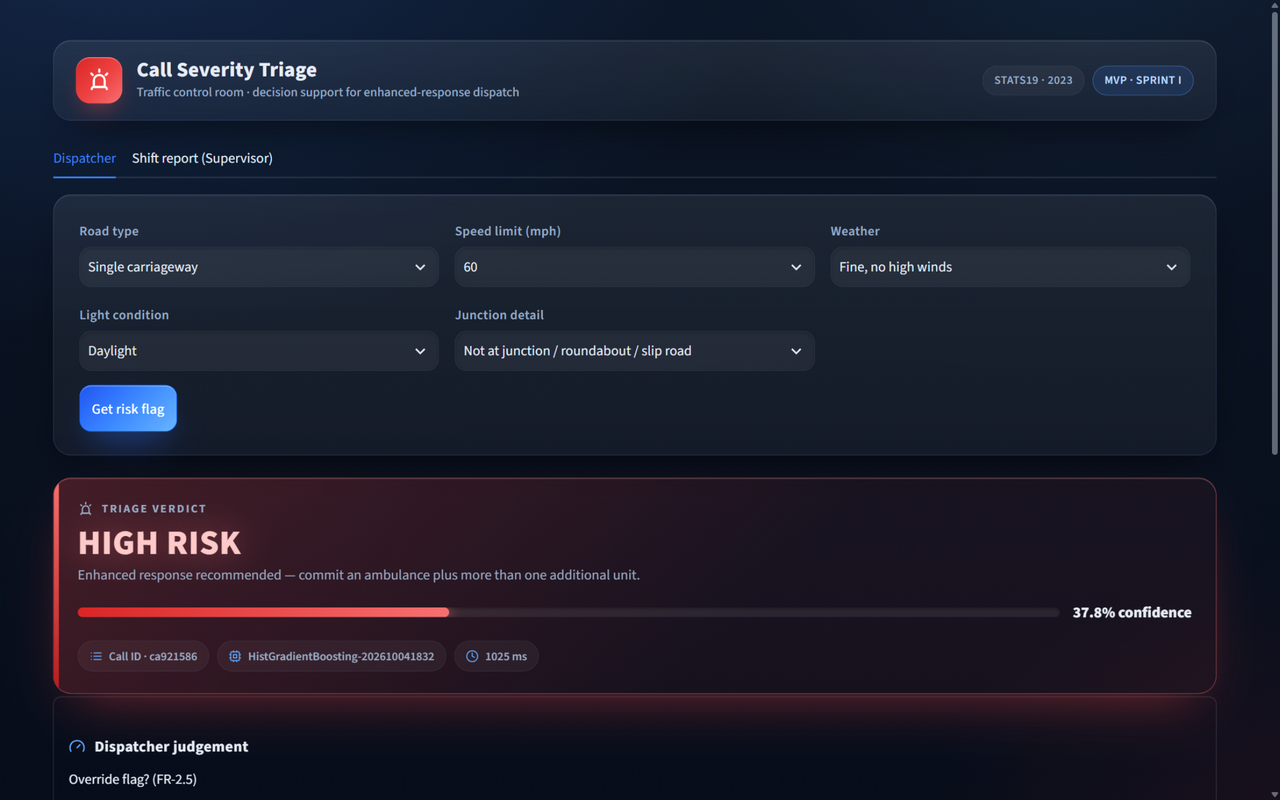 Call Severity Triage
Traffic control room · decision support for enhanced-response dispatch
STATS19 · 2023
MVP · SPRINT I
Dispatcher
Shift report (Supervisor)
Road type
Speed limit (mph)
Weather
Single carriageway
60
Fine, no high winds
Light condition
Junction detail
Daylight
Not at junction / roundabout / slip road
Get risk flag
TRIAGE VERDICT
HIGH RISK
Enhanced response recommended — commit an ambulance plus more than one additional unit.
37.8% confidence
Call ID · ca921586
HistGradientBoosting-202610041832
1025 ms
Dispatcher judgement
Override flag? (FR-2.5)